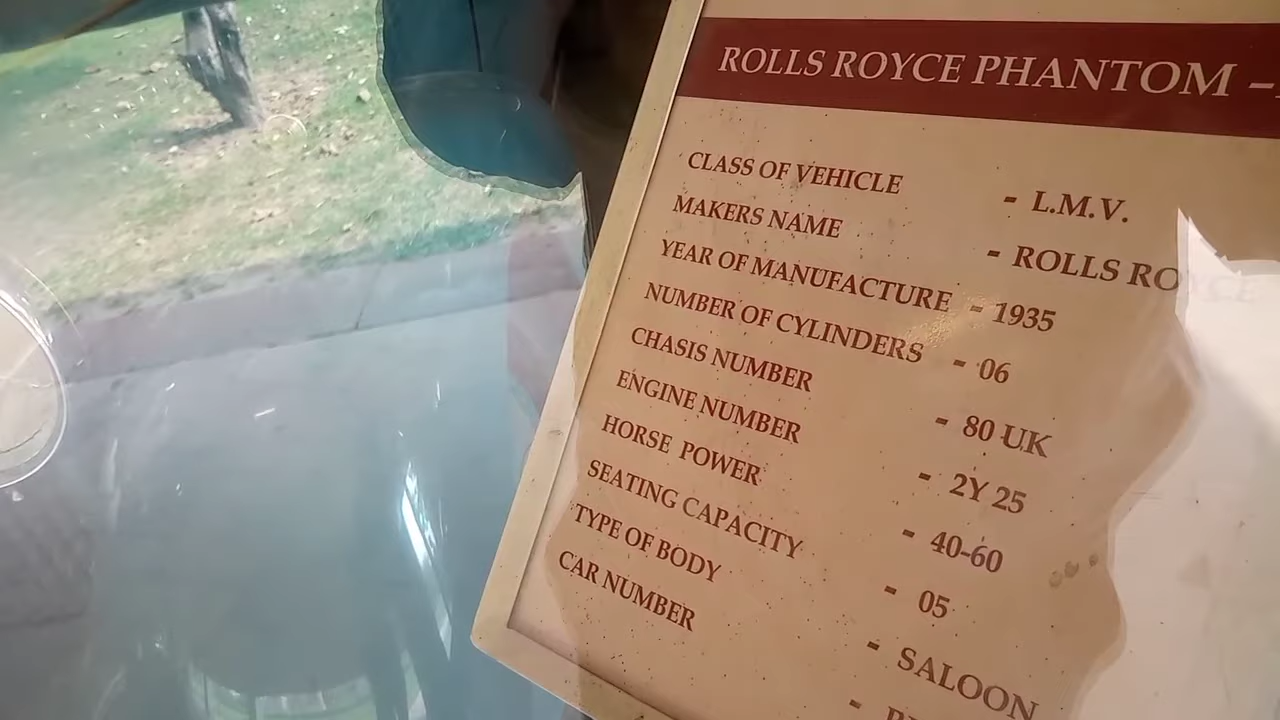 ROLLS ROYCE PHANTOM –
CLASS OF VEHICLE - L.M.V.
MAKERS NAME - ROLLS ROYCE
YEAR OF MANUFACTURE - 1935
NUMBER OF CYLINDERS - 06
CHASIS NUMBER - 80 UK
ENGINE NUMBER - 2Y 25
HORSE POWER - 40-60
SEATING CAPACITY - 05
TYPE OF BODY - SALOON
CAR NUMBER -